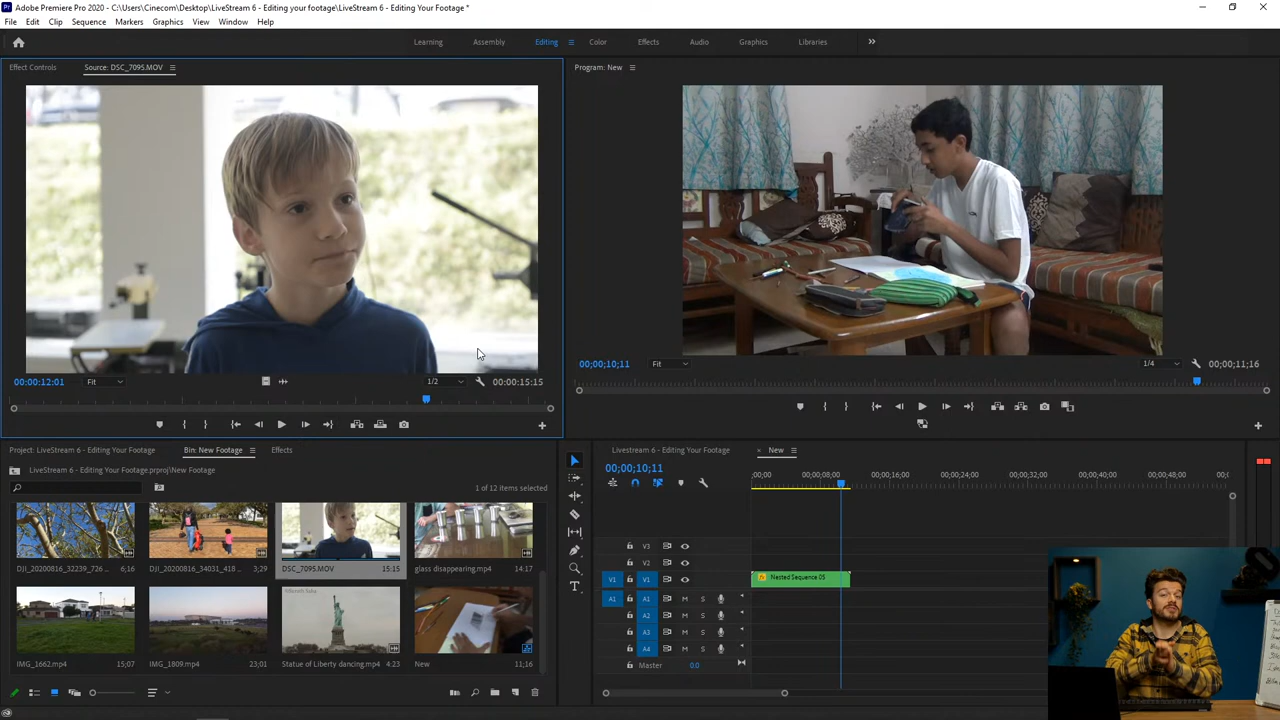 Adobe Premiere Pro 2020 - C:\Users\Cinecom\Desktop\LiveStream 6 - Editing your footage\LiveStream 6 - Editing Your Footage *
File Edit Clip Sequence Markers Graphics View Window Help
Learning Assembly Editing Color Effects Audio Graphics Libraries
Effect Controls Source: DSC_7095.MOV
Program: New
00:00:12:01 Fit 1/2 00:00:15:15
00;00;10;11 Fit 1/4 00;00;11;16
Project: LiveStream 6 - Editing Your Footage Bin: New Footage Effects
LiveStream 6 - Editing Your Footage.prproj\New Footage
1 of 12 items selected
DJI_20200816_32239_726 ... 6;06
DJI_20200816_34031_418 ... 3;29
DSC_7095.MOV 15:15
glass disappearing.mp4 14:17
IMG_1662.mp4 15;07
IMG_1809.mp4 23;01
Statue of Liberty dancing.mp4 4:23
New 11;16
Livestream 6 - Editing Your Footage × New
00;00;10;11
;00;00 00;00;08;00 00;00;16;00 00;00;24;00 00;00;32;00 00;00;40;00 00;00;48;00
V3
V2
V1 V1 Nested Sequence 05
A1 A1 M S
A2 M S
A3 M S
A4 M S
Master 0.0